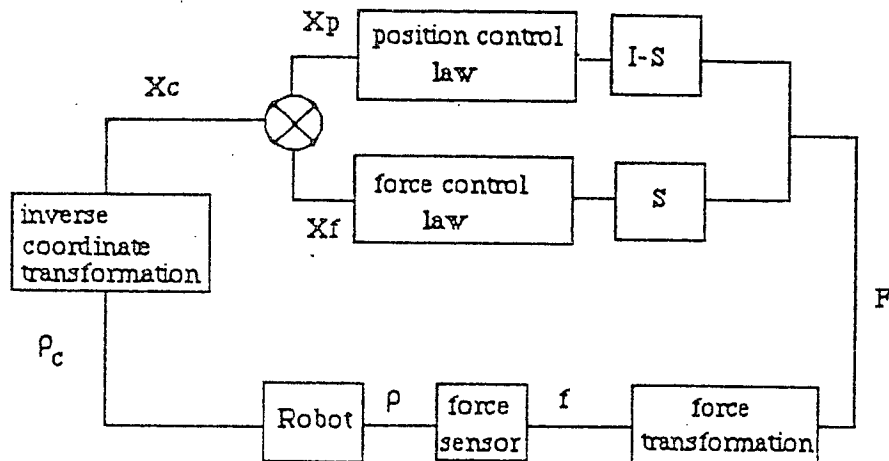 Xp
position control
law
I-S
Xc
force control
law
S
Xf
inverse
coordinate
transformation
F
ρc
Robot
ρ
force
sensor
f
force
transformation